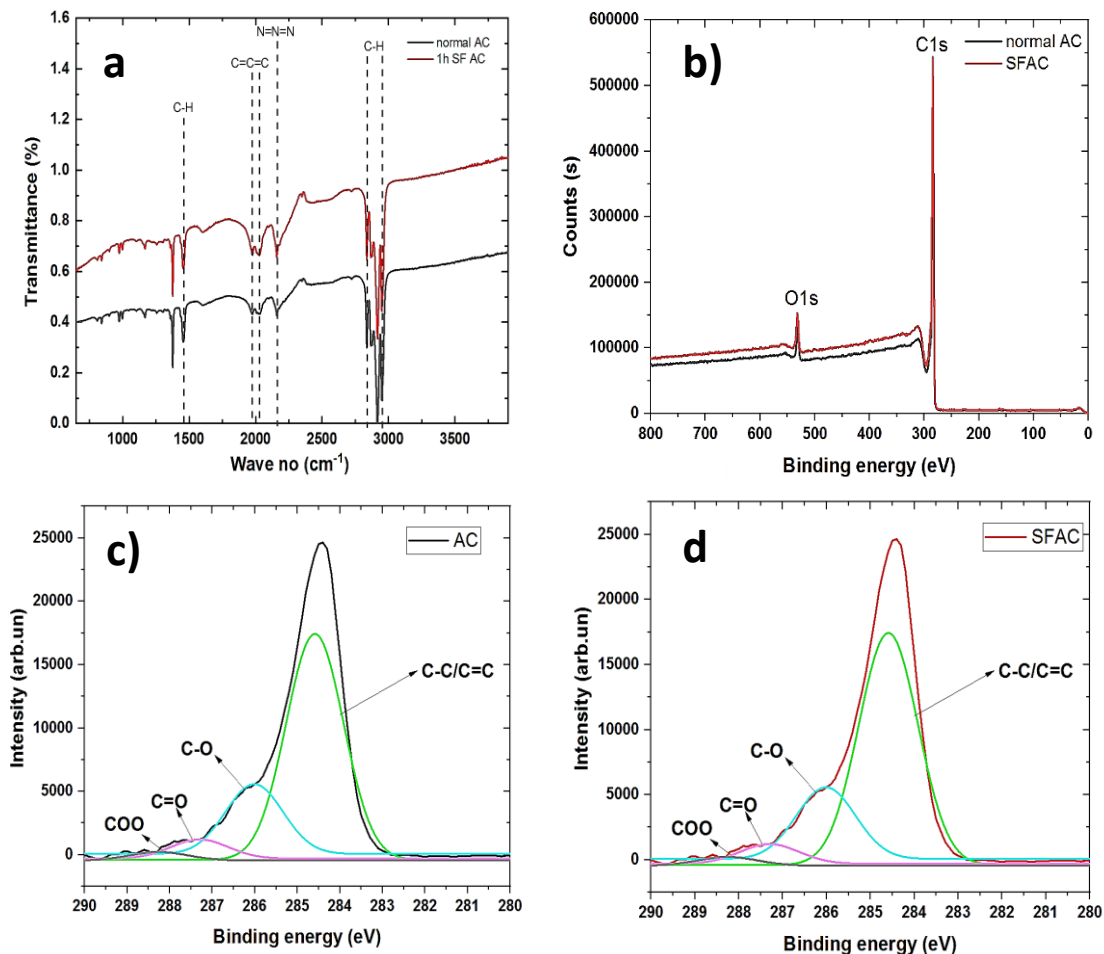 a
N=N=N
C=C=C
C-H
C-H
normal AC
1h SF AC
1.6
1.4
1.2
1.0
0.8
0.6
0.4
0.2
0.0
Transmittance (%)
1000 1500 2000 2500 3000 3500
Wave no (cm⁻¹)
b)
C1s
normal AC
SFAC
O1s
600000
500000
400000
300000
200000
100000
0
Counts (s)
800 700 600 500 400 300 200 100 0
Binding energy (eV)
c)
AC
C-C/C=C
C-O
C=O
COO
25000
20000
15000
10000
5000
0
Intensity (arb.un)
290 289 288 287 286 285 284 283 282 281 280
Binding energy (eV)
d
SFAC
C-C/C=C
C-O
C=O
COO
25000
20000
15000
10000
5000
0
Intensity (arb.un)
290 289 288 287 286 285 284 283 282 281 280
Binding energy (eV)